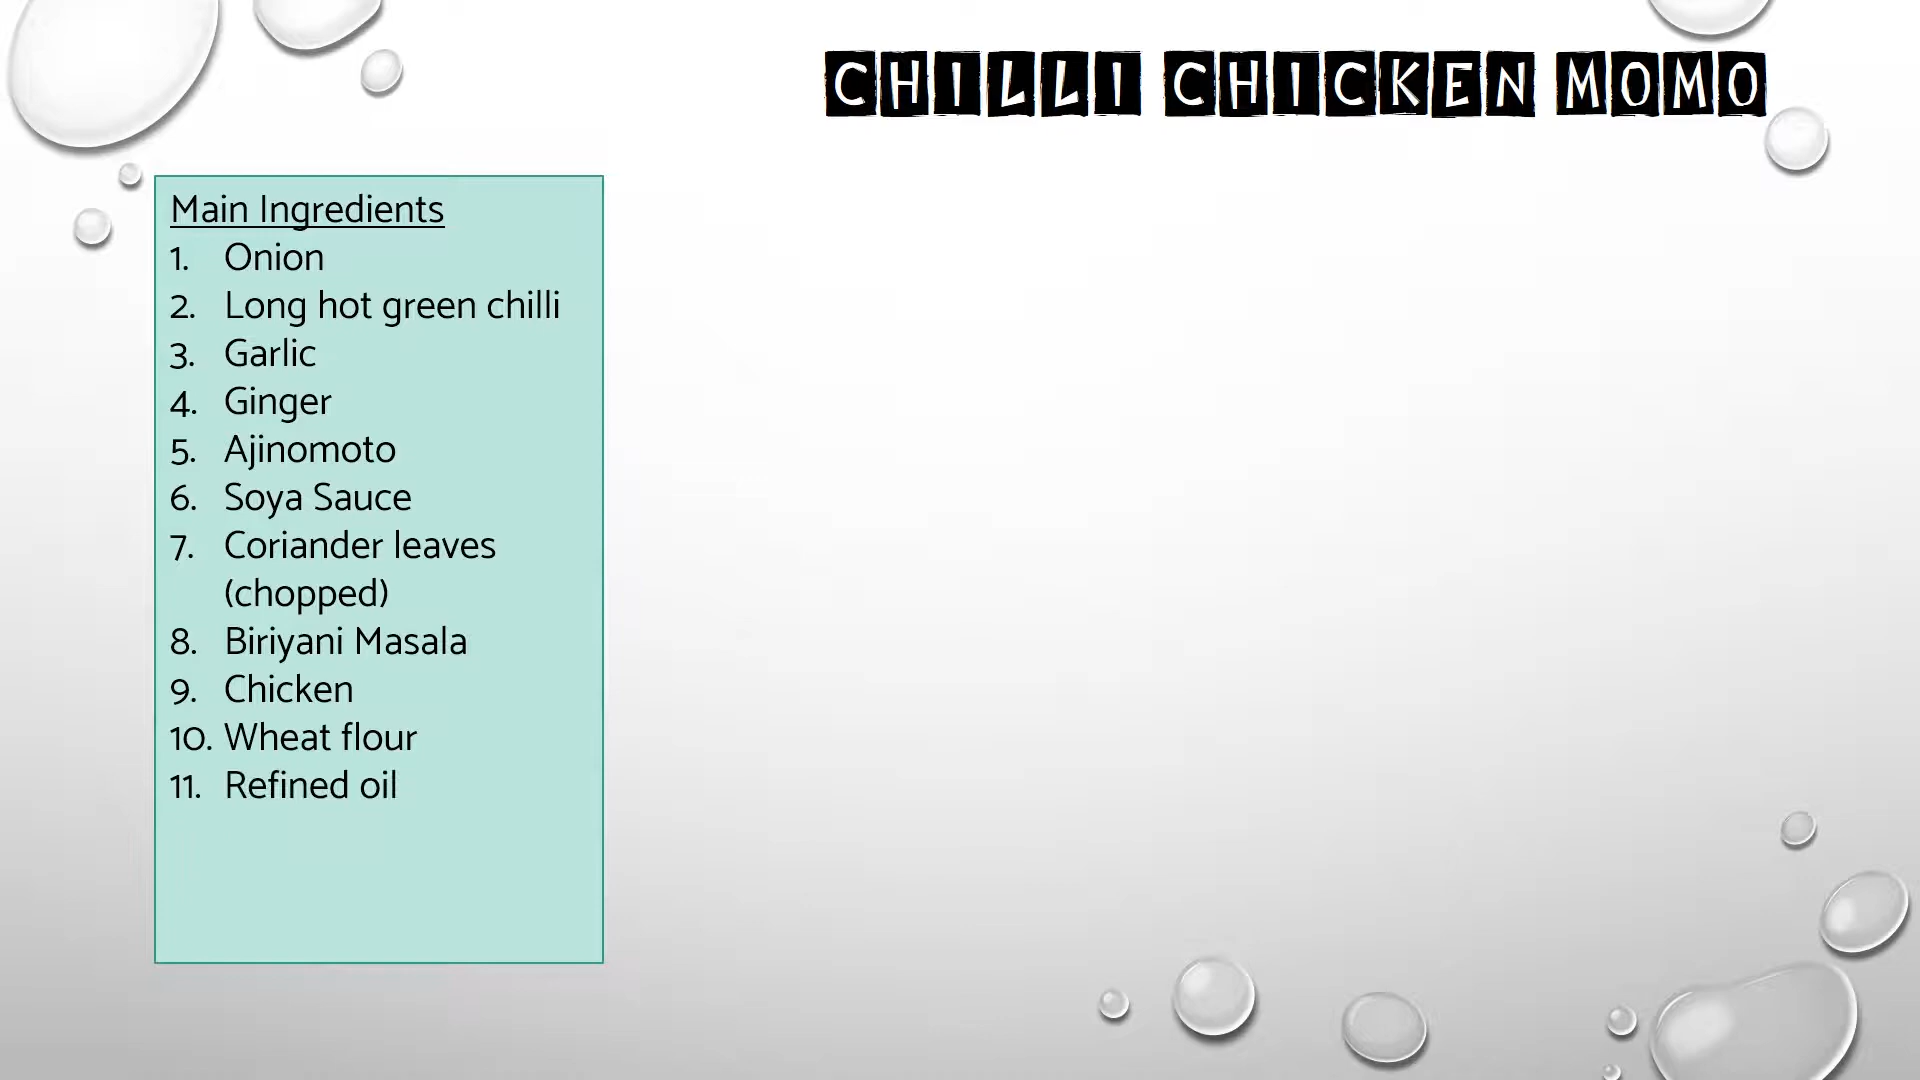 CHILLI CHICKEN MOMO
Main Ingredients
1. Onion
2. Long hot green chilli
3. Garlic
4. Ginger
5. Ajinomoto
6. Soya Sauce
7. Coriander leaves
(chopped)
8. Biriyani Masala
9. Chicken
10. Wheat flour
11. Refined oil